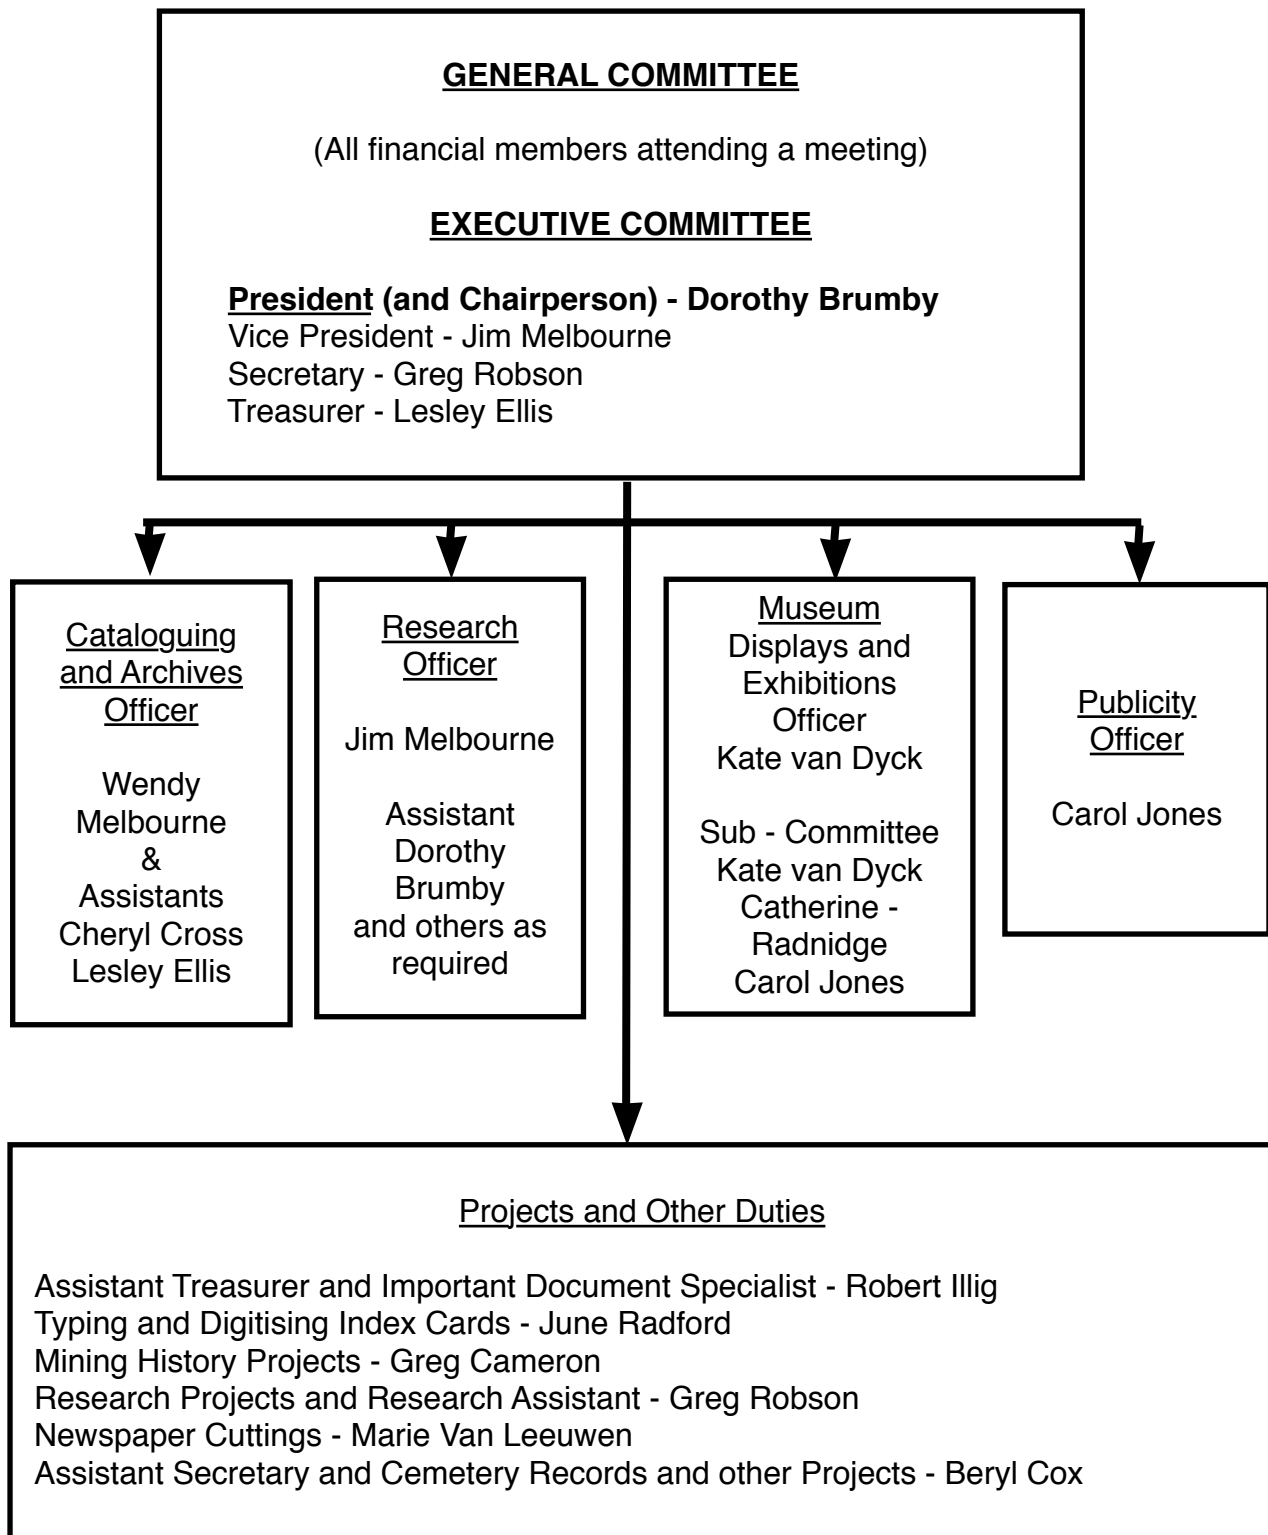 GENERAL COMMITTEE
(All financial members attending a meeting)
EXECUTIVE COMMITTEE
President (and Chairperson) - Dorothy Brumby
Vice President - Jim Melbourne
Secretary - Greg Robson
Treasurer - Lesley Ellis
Cataloguing
and Archives
Officer
Wendy
Melbourne
&
Assistants
Cheryl Cross
Lesley Ellis
Research
Officer
Jim Melbourne
Assistant
Dorothy
Brumby
and others as
required
Museum
Displays and
Exhibitions
Officer
Kate van Dyck
Sub - Committee
Kate van Dyck
Catherine -
Radnidge
Carol Jones
Publicity
Officer
Carol Jones
Projects and Other Duties
Assistant Treasurer and Important Document Specialist - Robert Illig
Typing and Digitising Index Cards - June Radford
Mining History Projects - Greg Cameron
Research Projects and Research Assistant - Greg Robson
Newspaper Cuttings - Marie Van Leeuwen
Assistant Secretary and Cemetery Records and other Projects - Beryl Cox